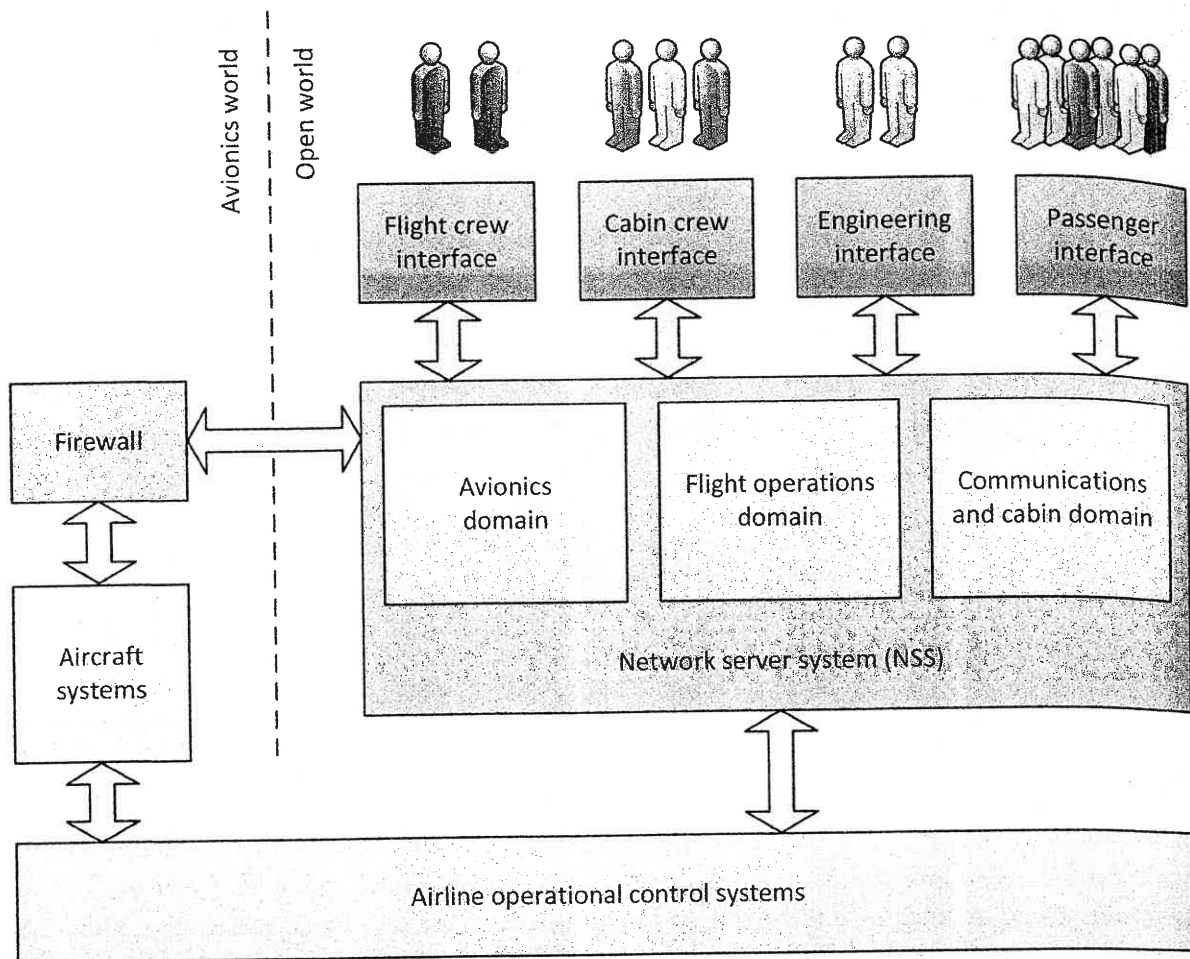 Avionics world
Open world
Flight crew
interface
Cabin crew
interface
Engineering
interface
Passenger
interface
Firewall
Avionics
domain
Flight operations
domain
Communications
and cabin domain
Aircraft
systems
Network server system (NSS)
Airline operational control systems